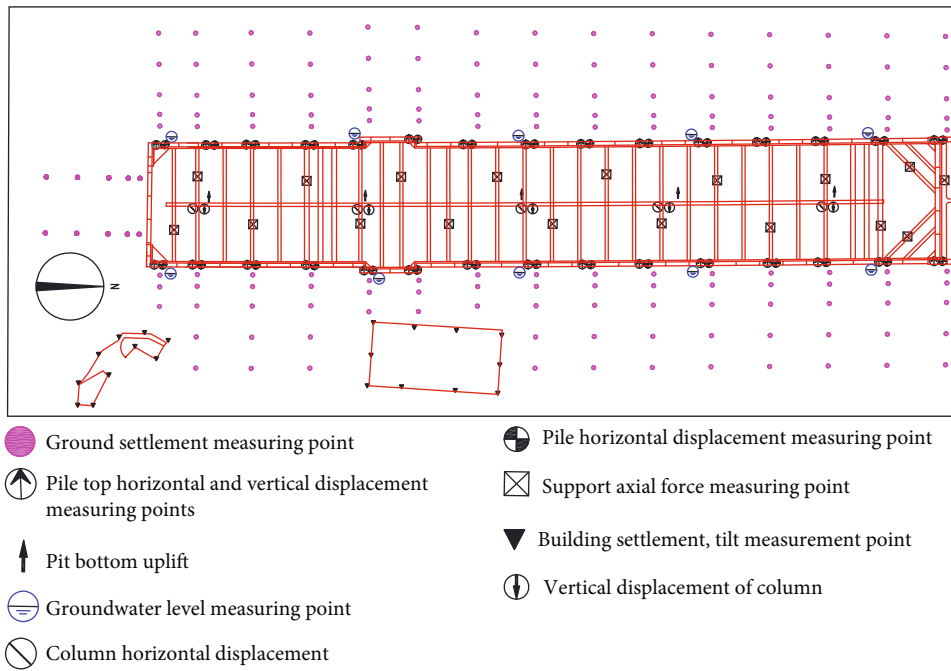 N
Ground settlement measuring point
Pile top horizontal and vertical displacement
measuring points
Pit bottom uplift
Groundwater level measuring point
Column horizontal displacement
Pile horizontal displacement measuring point
Support axial force measuring point
Building settlement, tilt measurement point
Vertical displacement of column